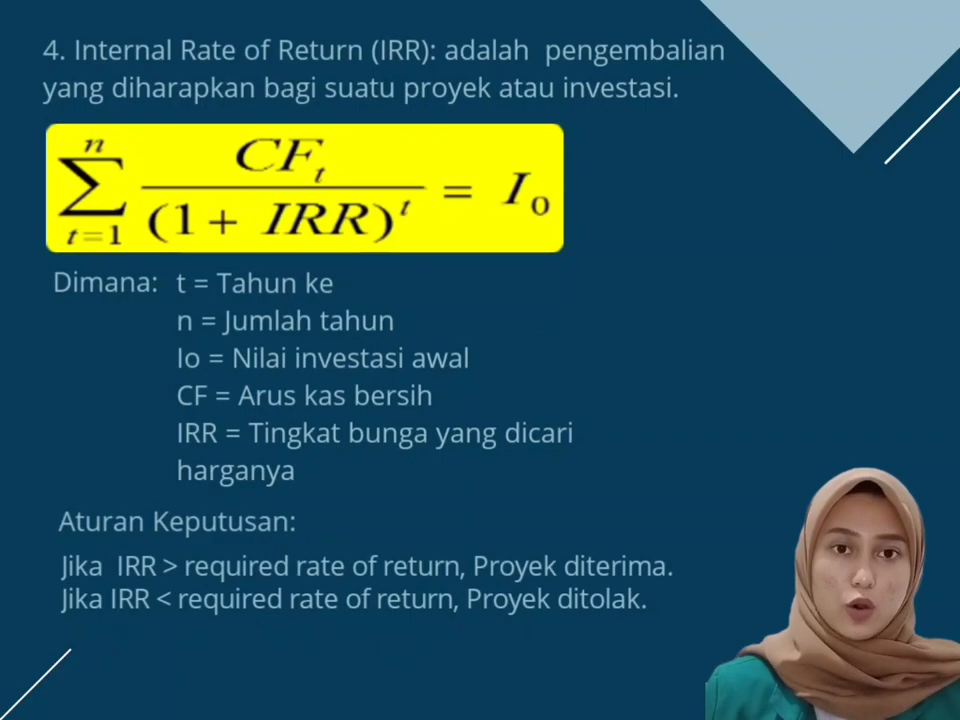 4. Internal Rate of Return (IRR): adalah pengembalian
yang diharapkan bagi suatu proyek atau investasi.
n
∑ CFₜ / (1 + IRR)ᵗ = I₀
t=1
Dimana: t = Tahun ke
n = Jumlah tahun
Io = Nilai investasi awal
CF = Arus kas bersih
IRR = Tingkat bunga yang dicari
harganya
Aturan Keputusan:
Jika IRR > required rate of return, Proyek diterima.
Jika IRR < required rate of return, Proyek ditolak.